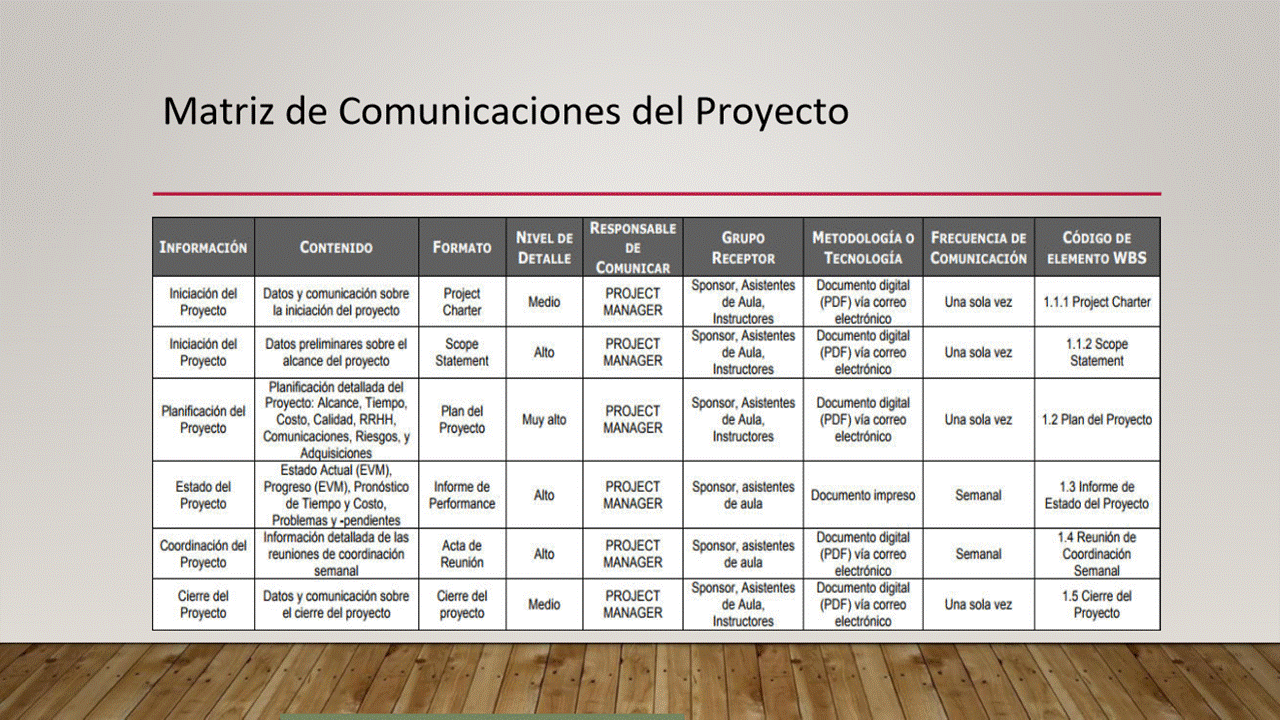 Matriz de Comunicaciones del Proyecto
INFORMACIÓN
CONTENIDO
FORMATO
NIVEL DE
DETALLE
RESPONSABLE
DE
COMUNICAR
GRUPO
RECEPTOR
METODOLOGÍA O
TECNOLOGÍA
FRECUENCIA DE
COMUNICACIÓN
CÓDIGO DE
ELEMENTO WBS
Iniciación del
Proyecto
Datos y comunicación sobre
la iniciación del proyecto
Project
Charter
Medio
PROJECT
MANAGER
Sponsor, Asistentes
de Aula,
Instructores
Documento digital
(PDF) vía correo
electrónico
Una sola vez
1.1.1 Project Charter
Iniciación del
Proyecto
Datos preliminares sobre el
alcance del proyecto
Scope
Statement
Alto
PROJECT
MANAGER
Sponsor, Asistentes
de Aula,
Instructores
Documento digital
(PDF) vía correo
electrónico
Una sola vez
1.1.2 Scope
Statement
Planificación del
Proyecto
Planificación detallada del
Proyecto: Alcance, Tiempo,
Costo, Calidad, RRHH,
Comunicaciones, Riesgos, y
Adquisiciones
Plan del
Proyecto
Muy alto
PROJECT
MANAGER
Sponsor, Asistentes
de Aula,
Instructores
Documento digital
(PDF) vía correo
electrónico
Una sola vez
1.2 Plan del Proyecto
Estado del
Proyecto
Estado Actual (EVM),
Progreso (EVM), Pronóstico
de Tiempo y Costo,
Problemas y -pendientes
Informe de
Performance
Alto
PROJECT
MANAGER
Sponsor, asistentes
de aula
Documento impreso
Semanal
1.3 Informe de
Estado del Proyecto
Coordinación del
Proyecto
Información detallada de las
reuniones de coordinación
semanal
Acta de
Reunión
Alto
PROJECT
MANAGER
Sponsor, asistentes
de aula
Documento digital
(PDF) vía correo
electrónico
Semanal
1.4 Reunión de
Coordinación
Semanal
Cierre del
Proyecto
Datos y comunicación sobre
el cierre del proyecto
Cierre del
proyecto
Medio
PROJECT
MANAGER
Sponsor, Asistentes
de Aula,
Instructores
Documento digital
(PDF) vía correo
electrónico
Una sola vez
1.5 Cierre del
Proyecto